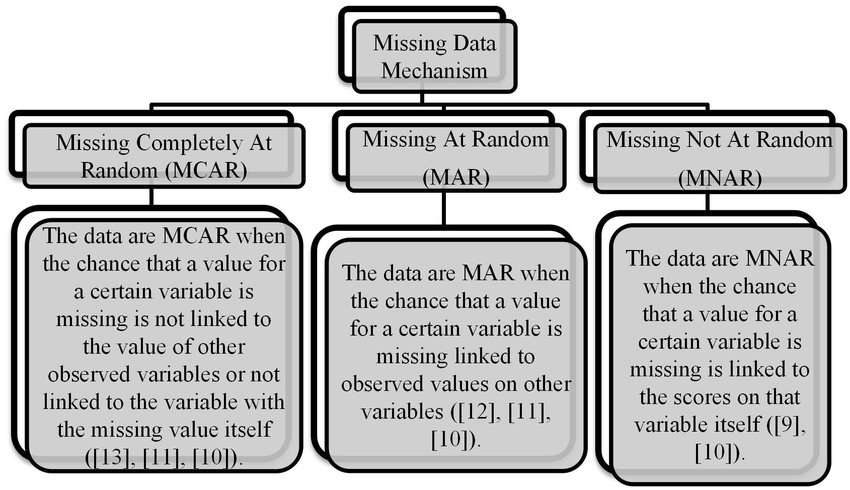 Missing Data
Mechanism
Missing Completely At
Random (MCAR)
Missing At Random
(MAR)
Missing Not At Random
(MNAR)
The data are MCAR when
the chance that a value for
a certain variable is
missing is not linked to
the value of other
observed variables or not
linked to the variable with
the missing value itself
([13], [11], [10]).
The data are MAR when
the chance that a value
for a certain variable is
missing linked to
observed values on other
variables ([12], [11],
[10]).
The data are MNAR
when the chance
that a value for a
certain variable is
missing is linked to
the scores on that
variable itself ([9],
[10]).